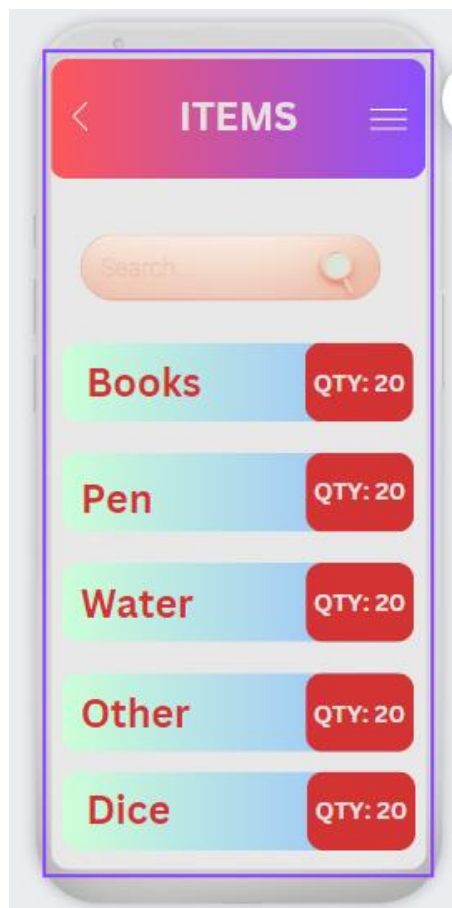 ITEMS
Search...
Books
QTY: 20
Pen
QTY: 20
Water
QTY: 20
Other
QTY: 20
Dice
QTY: 20